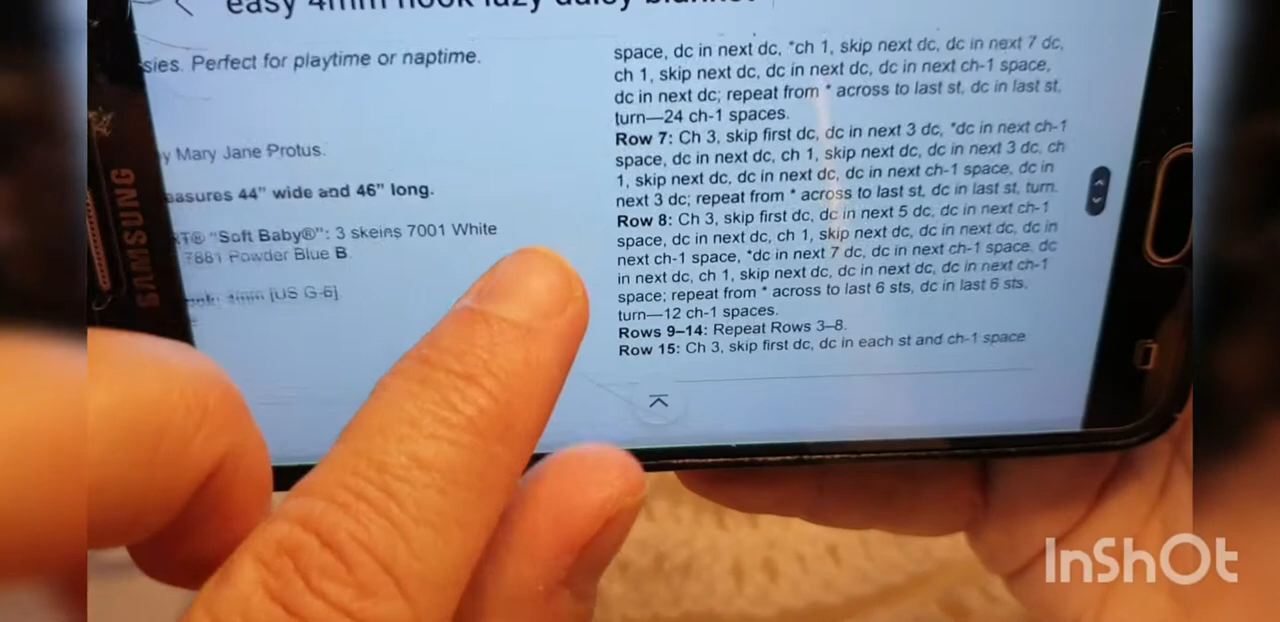 easy 4mm hook lazy daisy
sies. Perfect for playtime or naptime.
y Mary Jane Protus.
easures 44" wide and 46" long.
RT® "Soft Baby®": 3 skeins 7001 White
7881 Powder Blue B.
4mm [US G-6]
space, dc in next dc, *ch 1, skip next dc, dc in next 7 dc,
ch 1, skip next dc, dc in next dc, dc in next ch-1 space,
dc in next dc; repeat from * across to last st, dc in last st,
turn—24 ch-1 spaces.
Row 7: Ch 3, skip first dc, dc in next 3 dc, *dc in next ch-1
space, dc in next dc, ch 1, skip next dc, dc in next 3 dc, ch
1, skip next dc, dc in next dc, dc in next ch-1 space, dc in
next 3 dc; repeat from * across to last st, dc in last st, turn.
Row 8: Ch 3, skip first dc, dc in next 5 dc, dc in next ch-1
space, dc in next dc, ch 1, skip next dc, dc in next dc, dc in
next ch-1 space, *dc in next 7 dc, dc in next ch-1 space, dc
in next dc, ch 1, skip next dc, dc in next dc, dc in next ch-1
space; repeat from * across to last 6 sts, dc in last 6 sts,
turn—12 ch-1 spaces.
Rows 9–14: Repeat Rows 3–8.
Row 15: Ch 3, skip first dc, dc in each st and ch-1 space
SAMSUNG
InShOt